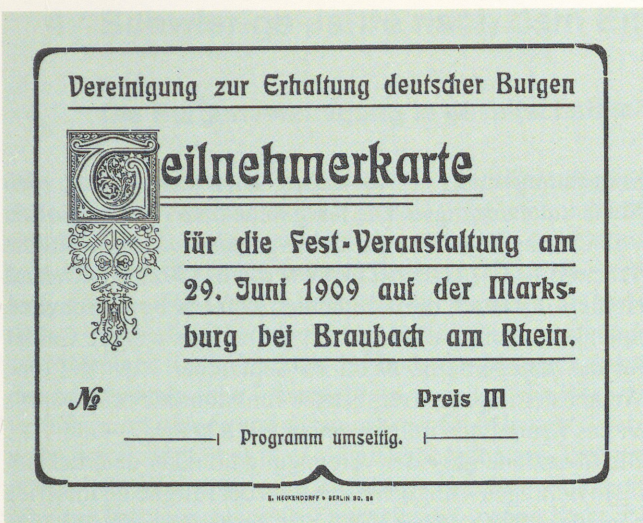 Vereinigung zur Erhaltung deutscher Burgen
Teilnehmerkarte
für die Fest-Veranstaltung am
29. Juni 1909 auf der Marks-
burg bei Braubach am Rhein.
№ Preis M
Programm umseitig.
E. HECKENDORFF • BERLIN SO. 26